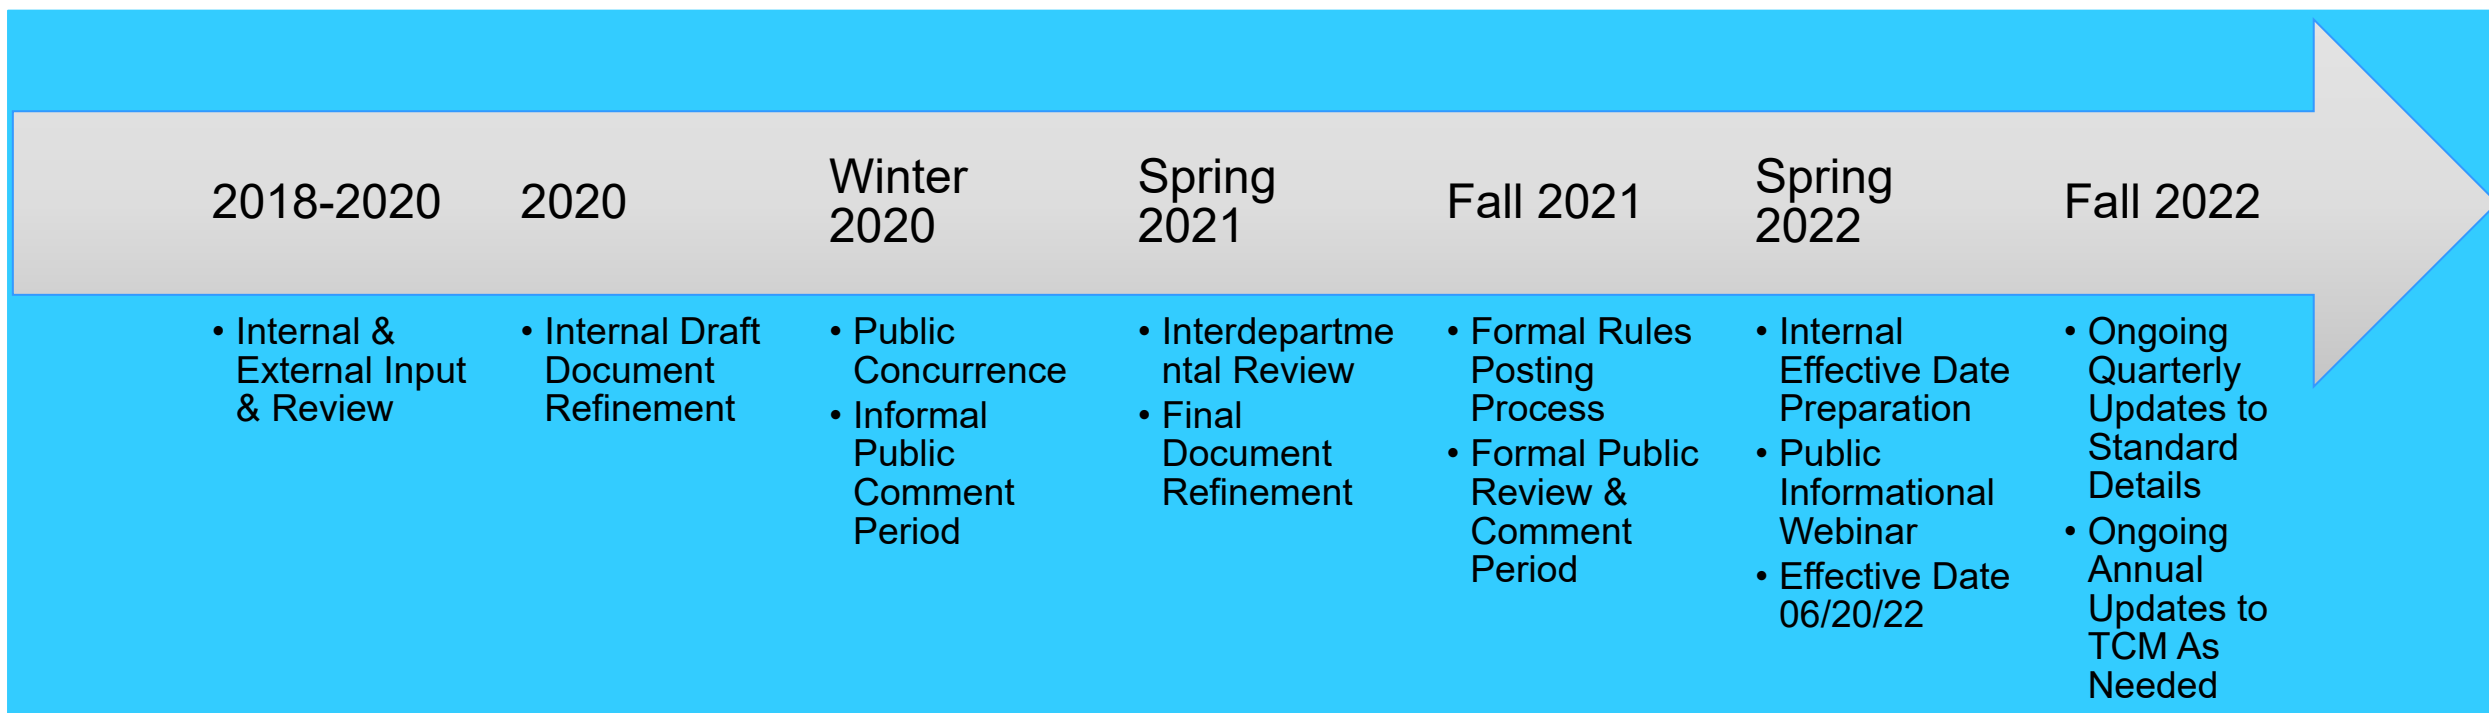 2018-2020
2020
Winter
2020
Spring
2021
Fall 2021
Spring
2022
Fall 2022
• Internal &
External Input
& Review
• Internal Draft
Document
Refinement
• Public
Concurrence
• Informal
Public
Comment
Period
• Interdepartme
ntal Review
• Final
Document
Refinement
• Formal Rules
Posting
Process
• Formal Public
Review &
Comment
Period
• Internal
Effective Date
Preparation
• Public
Informational
Webinar
• Effective Date
06/20/22
• Ongoing
Quarterly
Updates to
Standard
Details
• Ongoing
Annual
Updates to
TCM As
Needed